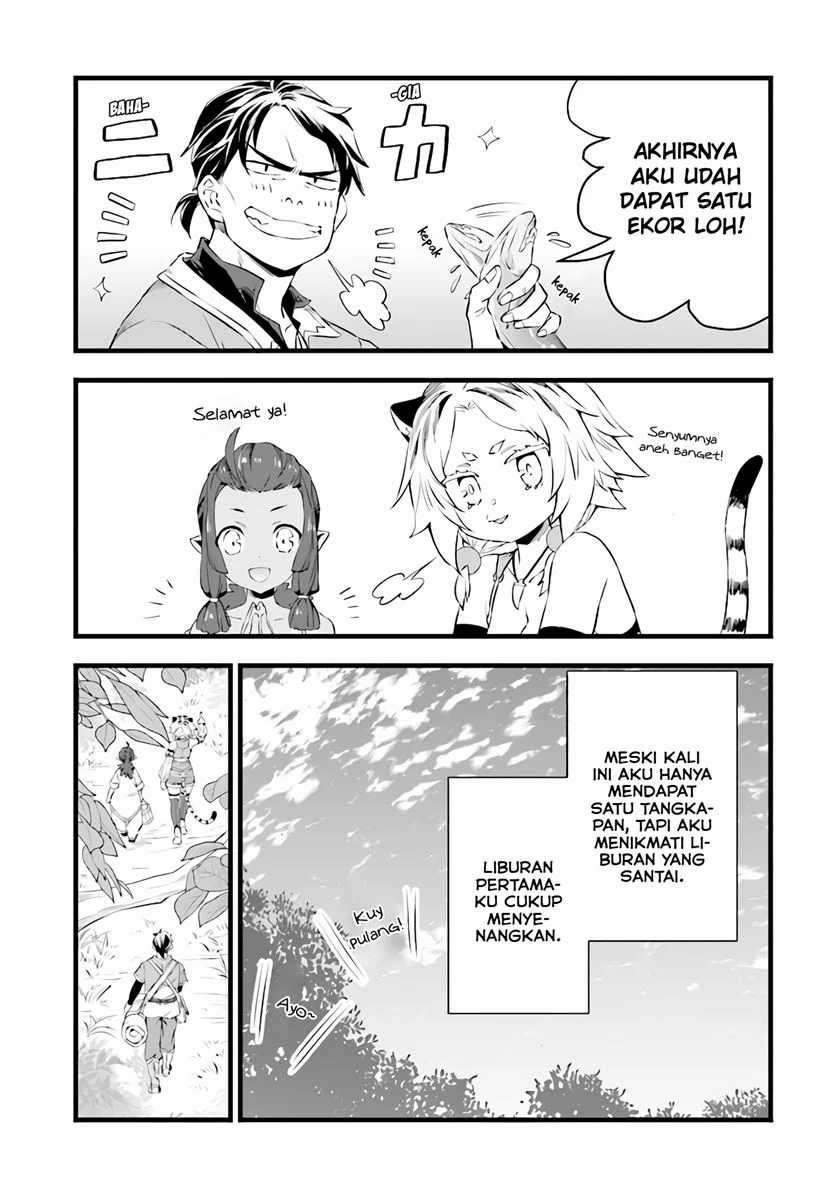 AKHIRNYA
AKU UDAH
DAPAT SATU
EKOR LOH!
-GIA
カ
BAHA-
ニ
kepak
kepak
Senyumnya
aneh Banget!
Selamat ya!
MESKI KALI
INI AKU HANYA
MENDAPAT
SATU TANGKA-
PAN, TAPI AKU
MENIKMATI LI-
BURAN YANG
SANTAI.
LIBURAN
PERTAMA-
KU CUKUP
MENYE-
NANGKAN.
Kuy
pulang!
Ayo~